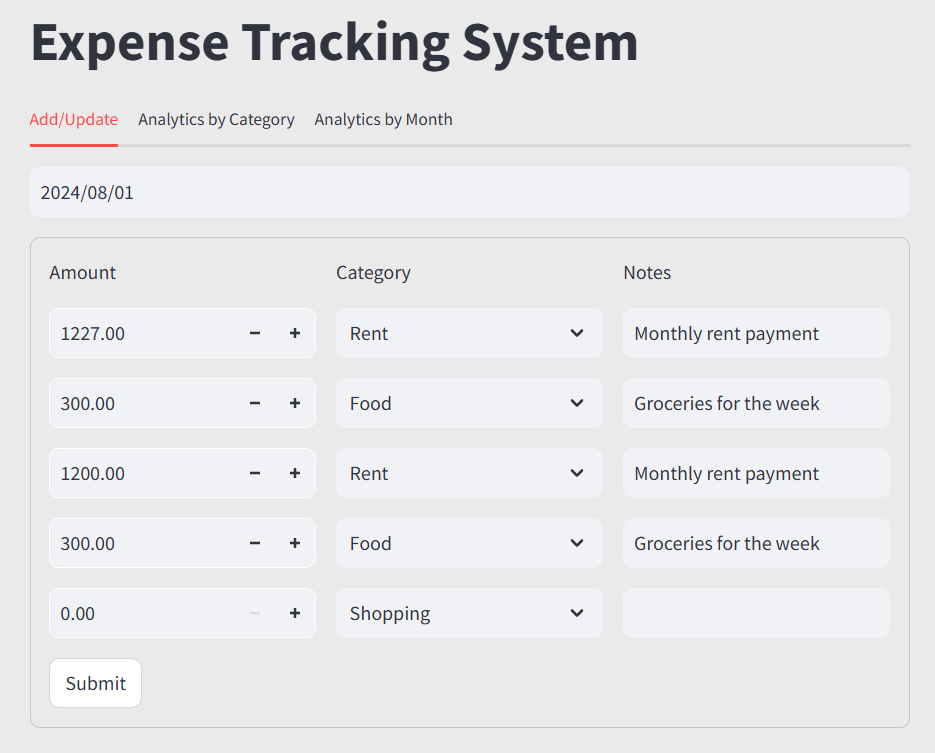 Expense Tracking System
Add/Update Analytics by Category Analytics by Month
2024/08/01
Amount Category Notes
1227.00 − + Rent Monthly rent payment
300.00 − + Food Groceries for the week
1200.00 − + Rent Monthly rent payment
300.00 − + Food Groceries for the week
0.00 − + Shopping
Submit